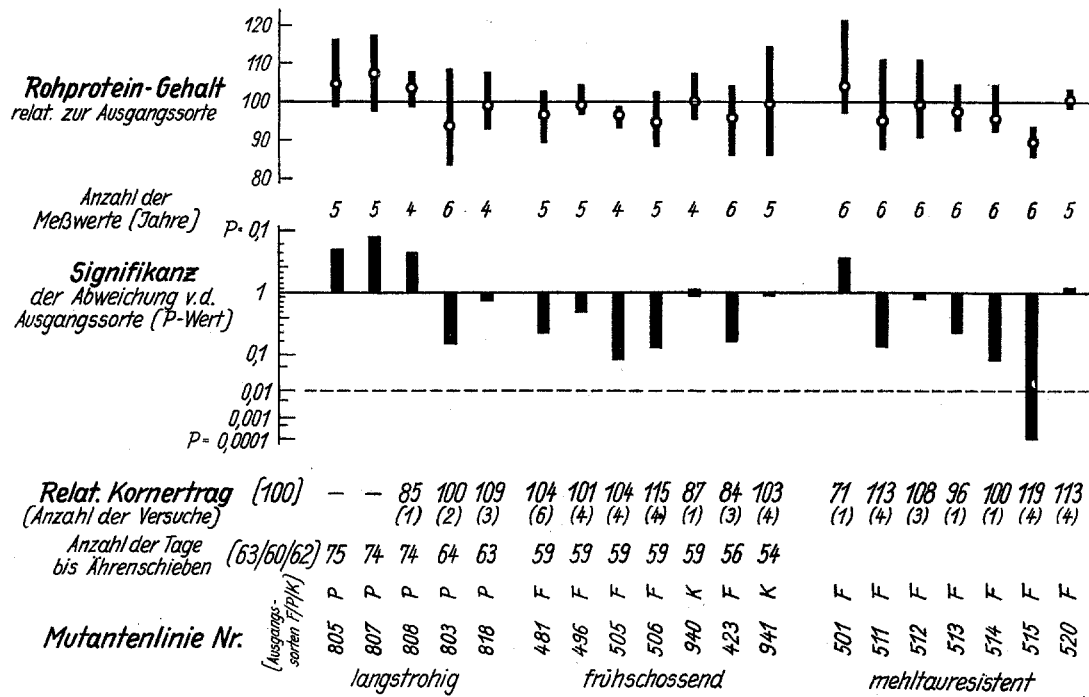 120
110
Rohprotein-Gehalt
relat. zur Ausgangssorte
100
90
80
Anzahl der
Meßwerte (Jahre)
5 5 4 6 4 5 5 4 5 4 6 5 6 6 6 6 6 6 5
P= 0,1
Signifikanz
der Abweichung v.d.
Ausgangssorte (P-Wert)
1
0,1
0,01
0,001
P= 0,0001
Relat. Kornertrag [100] — — 85 100 109 104 101 104 115 87 84 103 71 113 108 96 100 119 113
(Anzahl der Versuche) (1) (2) (3) (6) (4) (4) (4) (1) (3) (4) (1) (4) (3) (1) (1) (4) (4)
Anzahl der Tage
bis Ährenschieben [63/60/62] 75 74 74 64 63 59 59 59 59 59 56 54
[Ausgangs-
sorten F/P/K] P P P P P F F F F K F K F F F F F F F
Mutantenlinie Nr. 805 807 808 803 818 481 496 505 506 940 423 941 501 511 512 513 514 515 520
langstrohig frühschossend mehltauresistent